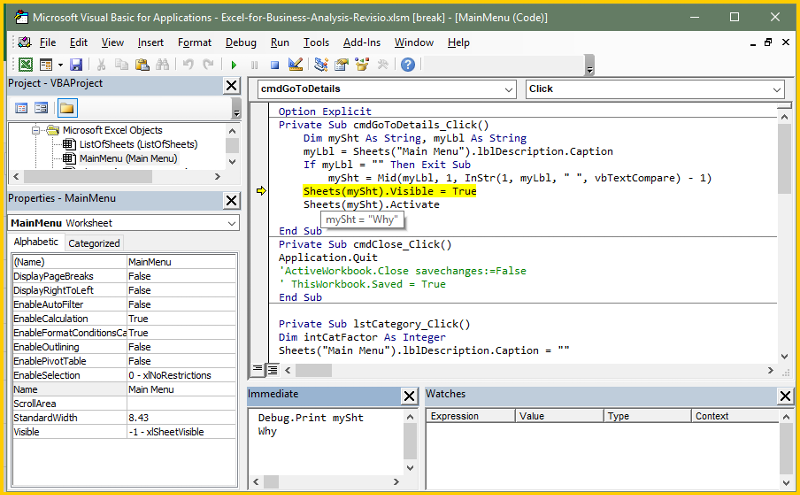 Microsoft Visual Basic for Applications - Excel-for-Business-Analysis-Revisio.xlsm [break] - [MainMenu (Code)]
File Edit View Insert Format Debug Run Tools Add-Ins Window Help
Project - VBAProject
Microsoft Excel Objects
ListOfSheets (ListOfSheets)
MainMenu (Main Menu)
Properties - MainMenu
MainMenu Worksheet
Alphabetic Categorized
(Name) MainMenu
DisplayPageBreaks False
DisplayRightToLeft False
EnableAutoFilter False
EnableCalculation True
EnableFormatConditionsCa True
EnableOutlining False
EnablePivotTable False
EnableSelection 0 - xlNoRestrictions
Name Main Menu
ScrollArea
StandardWidth 8.43
Visible -1 - xlSheetVisible
cmdGoToDetails Click
Option Explicit
Private Sub cmdGoToDetails_Click()
Dim mySht As String, myLbl As String
myLbl = Sheets("Main Menu").lblDescription.Caption
If myLbl = "" Then Exit Sub
mySht = Mid(myLbl, 1, InStr(1, myLbl, " ", vbTextCompare) - 1)
Sheets(mySht).Visible = True
Sheets(mySht).Activate
mySht = "Why"
End Sub
Private Sub cmdClose_Click()
Application.Quit
'ActiveWorkbook.Close savechanges:=False
' ThisWorkbook.Saved = True
End Sub
Private Sub lstCategory_Click()
Dim intCatFactor As Integer
Sheets("Main Menu").lblDescription.Caption = ""
Immediate
Debug.Print mySht
Why
Watches
Expression Value Type Context